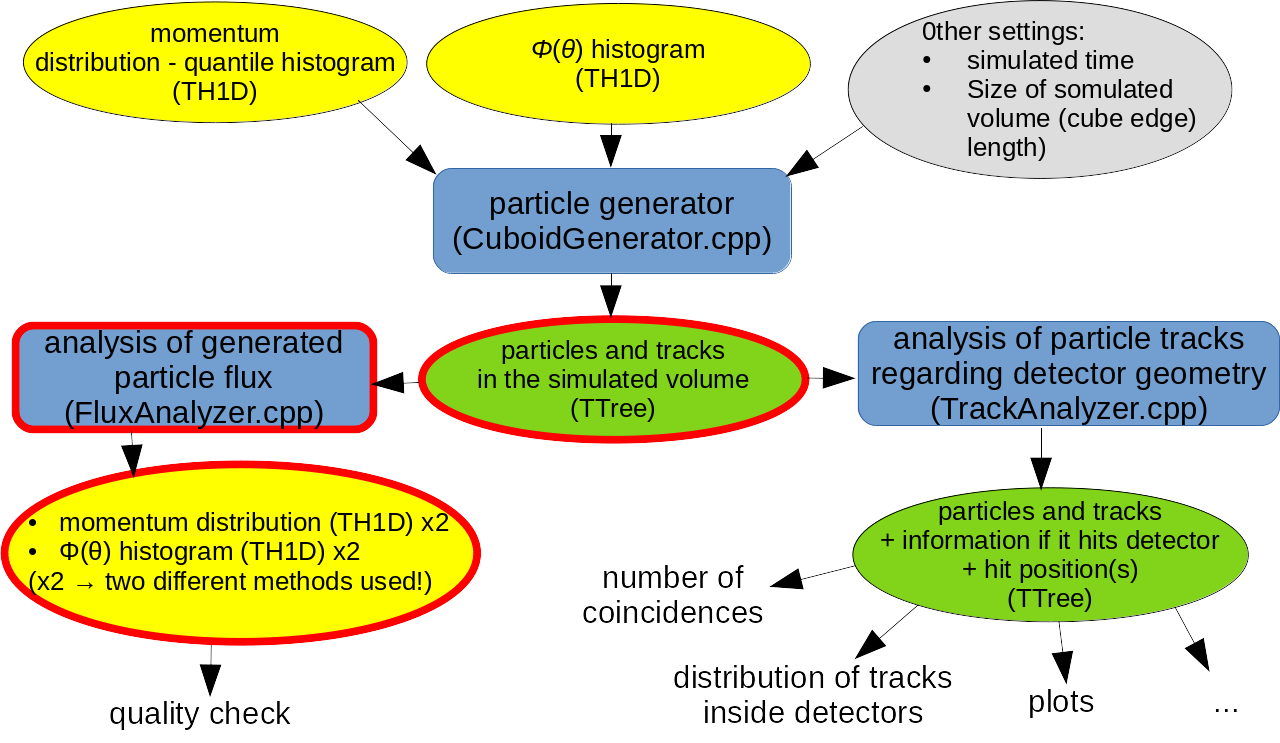 momentum
distribution - quantile histogram
(TH1D)
Φ(θ) histogram
(TH1D)
0ther settings:
• simulated time
• Size of somulated
volume (cube edge)
length)
particle generator
(CuboidGenerator.cpp)
analysis of generated
particle flux
(FluxAnalyzer.cpp)
particles and tracks
in the simulated volume
(TTree)
analysis of particle tracks
regarding detector geometry
(TrackAnalyzer.cpp)
• momentum distribution (TH1D) x2
• Φ(θ) histogram (TH1D) x2
(x2 → two different methods used!)
particles and tracks
+ information if it hits detector
+ hit position(s)
(TTree)
number of
coincidences
distribution of tracks
inside detectors
plots
...
quality check